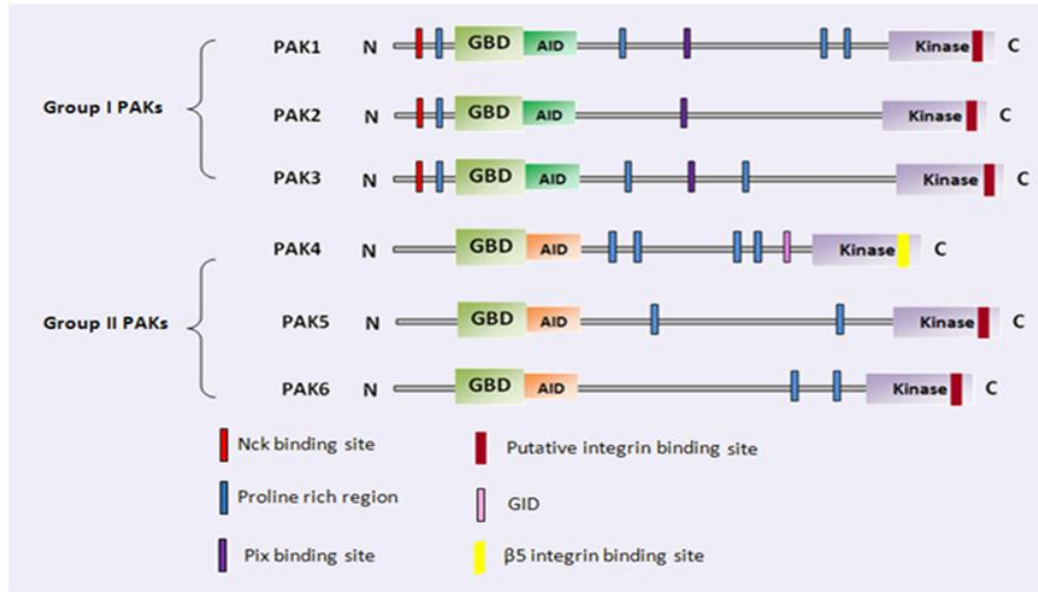 PAK1 N GBD AID Kinase C
Group I PAKs
PAK2 N GBD AID Kinase C
PAK3 N GBD AID Kinase C
PAK4 N GBD AID Kinase C
Group II PAKs
PAK5 N GBD AID Kinase C
PAK6 N GBD AID Kinase C
Nck binding site
Putative integrin binding site
Proline rich region
GID
Pix binding site
β5 integrin binding site